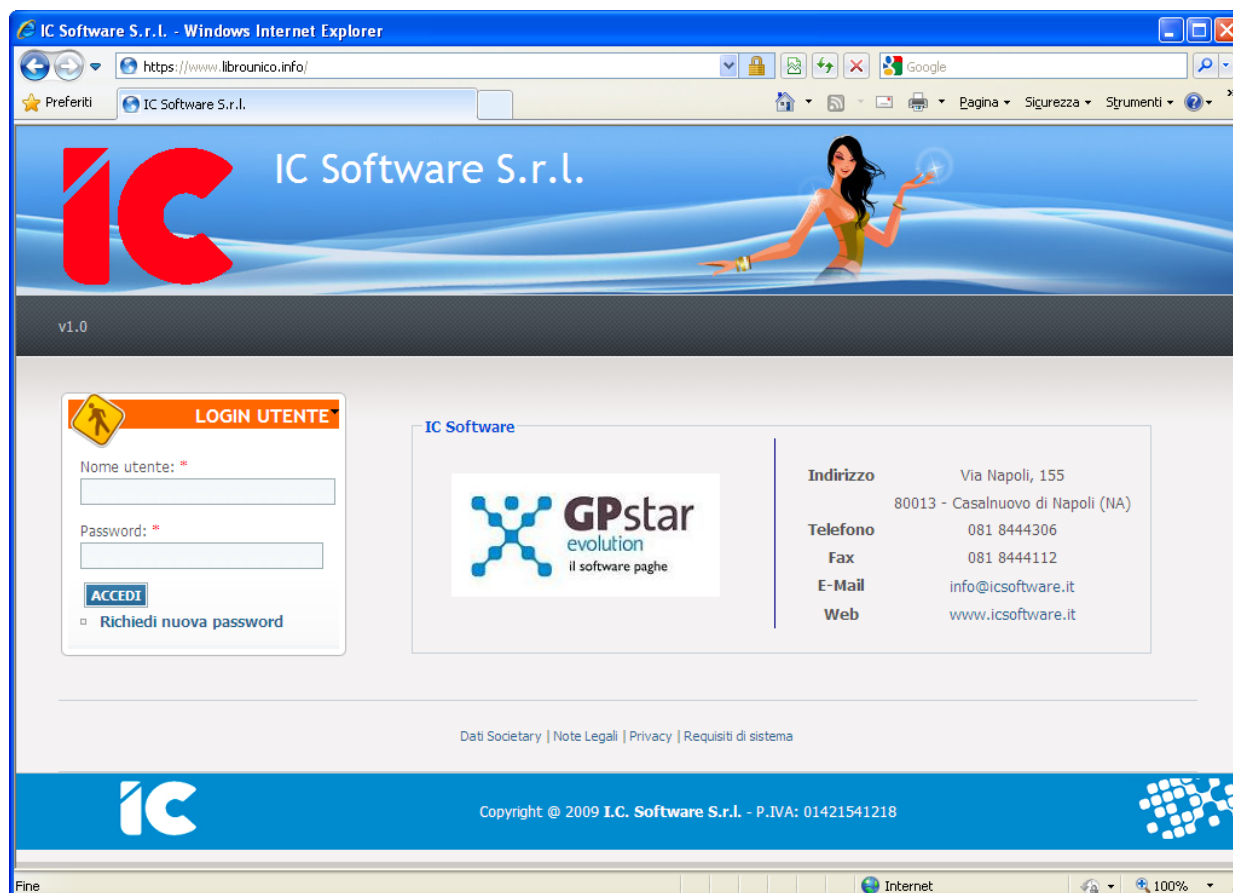 IC Software S.r.l. - Windows Internet Explorer
https://www.librounico.info/
Google
Preferiti
IC Software S.r.l.
Pagina
Sicurezza
Strumenti
»
IC
IC Software S.r.l.
v1.0
LOGIN UTENTE
Nome utente: *
Password: *
ACCEDI
Richiedi nuova password
IC Software
GPstar
evolution
il software paghe
Indirizzo Via Napoli, 155
80013 - Casalnuovo di Napoli (NA)
Telefono 081 8444306
Fax 081 8444112
E-Mail info@icsoftware.it
Web www.icsoftware.it
Dati Societary | Note Legali | Privacy | Requisiti di sistema
IC
Copyright @ 2009 I.C. Software S.r.l. - P.IVA: 01421541218
Fine
Internet
100%